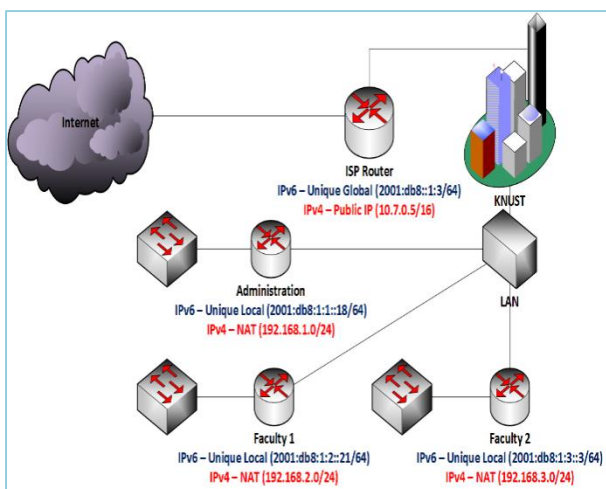 Internet
ISP Router
IPv6 – Unique Global (2001:db8::1:3/64)
IPv4 – Public IP (10.7.0.5/16)
KNUST
Administration
IPv6 – Unique Local (2001:db8:1:1::18/64)
IPv4 – NAT (192.168.1.0/24)
LAN
Faculty 1
IPv6 – Unique Local (2001:db8:1:2::21/64)
IPv4 – NAT (192.168.2.0/24)
Faculty 2
IPv6 – Unique Local (2001:db8:1:3::3/64)
IPv4 – NAT (192.168.3.0/24)